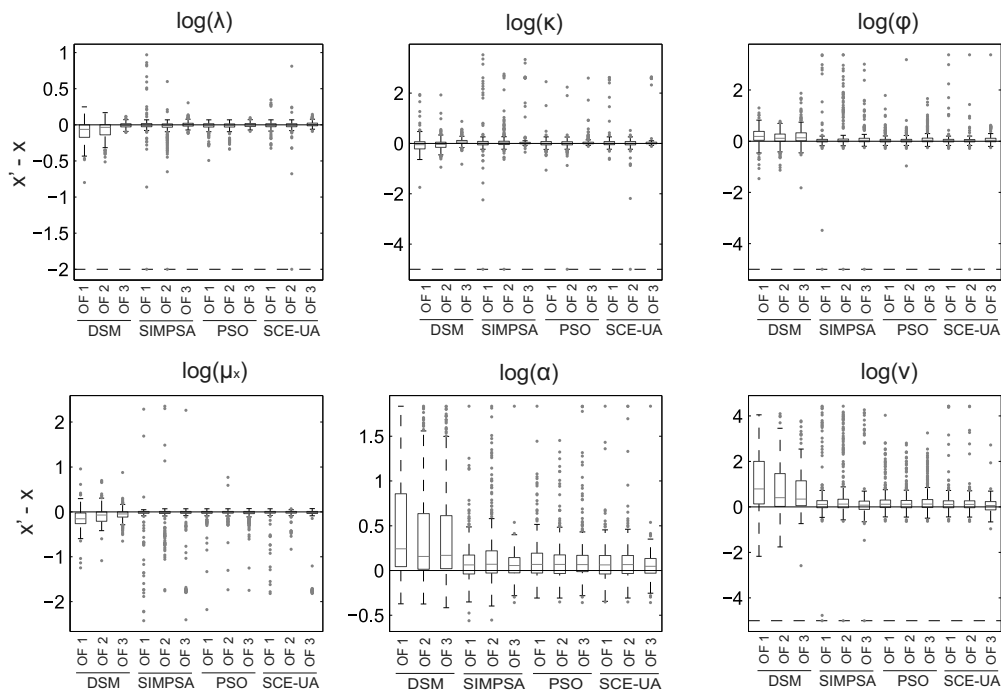 log(λ)
log(κ)
log(φ)
χ' - x
1
0.5
0
−0.5
−1
−1.5
−2
2
0
−2
−4
2
0
−2
−4
OF 1 OF 2 OF 3 OF 1 OF 2 OF 3 OF 1 OF 2 OF 3 OF 1 OF 2 OF 3
DSM SIMPSA PSO SCE-UA
OF 1 OF 2 OF 3 OF 1 OF 2 OF 3 OF 1 OF 2 OF 3 OF 1 OF 2 OF 3
DSM SIMPSA PSO SCE-UA
OF 1 OF 2 OF 3 OF 1 OF 2 OF 3 OF 1 OF 2 OF 3 OF 1 OF 2 OF 3
DSM SIMPSA PSO SCE-UA
log(μx)
log(α)
log(ν)
χ' - x
2
1
0
−1
−2
1.5
1
0.5
0
−0.5
4
2
0
−2
−4
OF 1 OF 2 OF 3 OF 1 OF 2 OF 3 OF 1 OF 2 OF 3 OF 1 OF 2 OF 3
DSM SIMPSA PSO SCE-UA
OF 1 OF 2 OF 3 OF 1 OF 2 OF 3 OF 1 OF 2 OF 3 OF 1 OF 2 OF 3
DSM SIMPSA PSO SCE-UA
OF 1 OF 2 OF 3 OF 1 OF 2 OF 3 OF 1 OF 2 OF 3 OF 1 OF 2 OF 3
DSM SIMPSA PSO SCE-UA